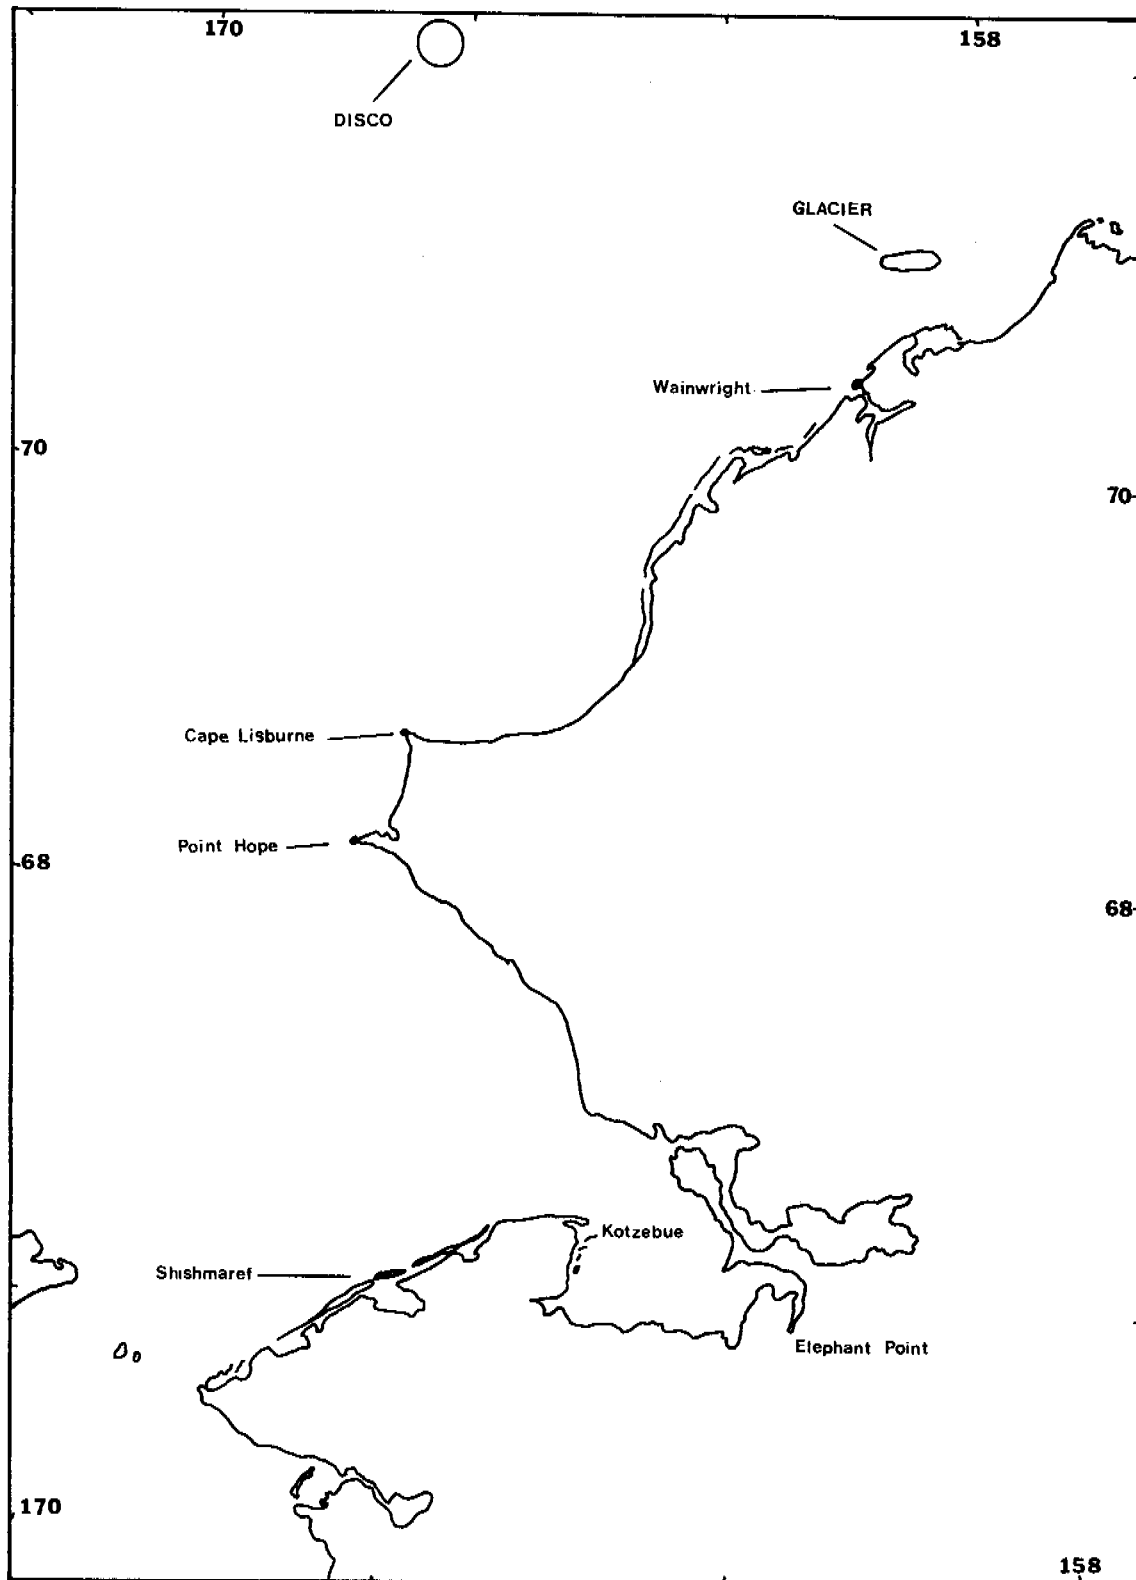 170
158
DISCO
GLACIER
Wainwright
70
70
Cape Lisburne
Point Hope
68
68
Kotzebue
Shishmaref
Elephant Point
170
158